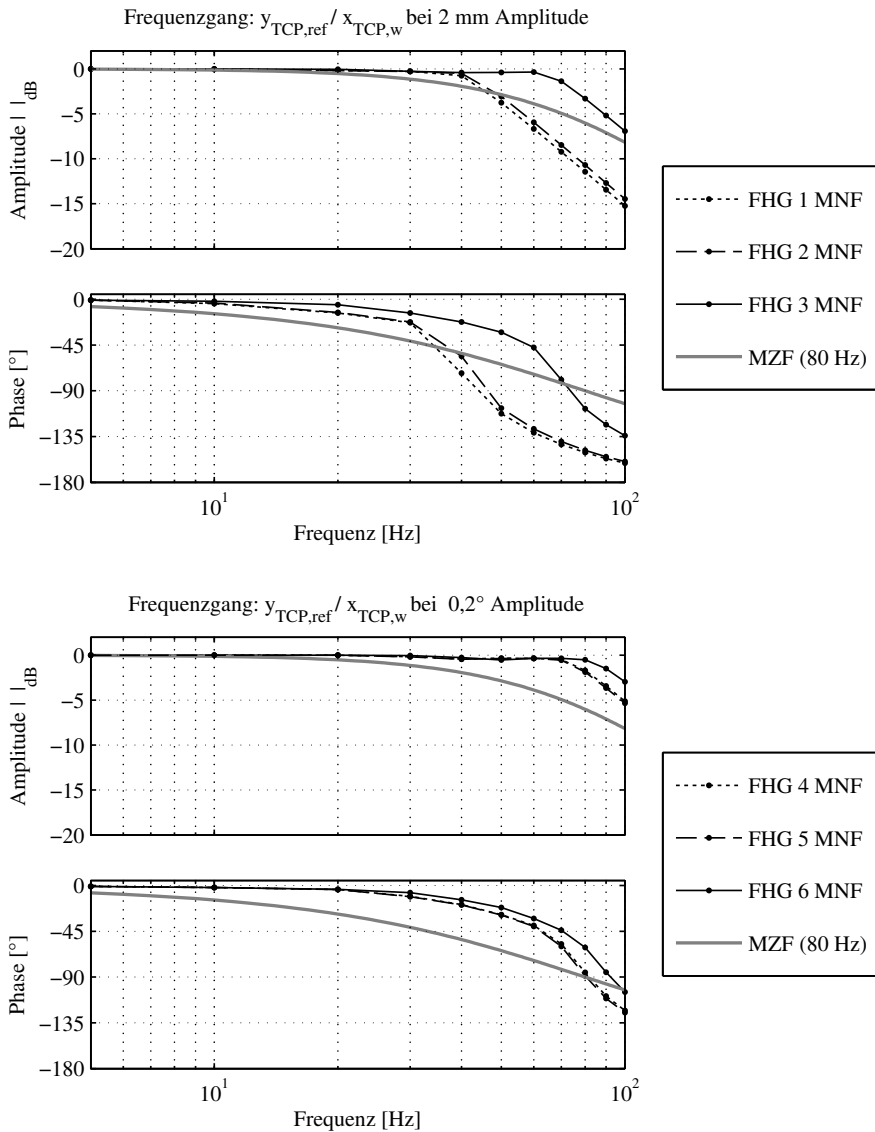 Frequenzgang: y_TCP,ref / x_TCP,w bei 2 mm Amplitude
Amplitude | |_dB
0
−5
−10
−15
−20
Phase [°]
0
−45
−90
−135
−180
10^1
10^2
Frequenz [Hz]
FHG 1 MNF
FHG 2 MNF
FHG 3 MNF
MZF (80 Hz)
Frequenzgang: y_TCP,ref / x_TCP,w bei 0,2° Amplitude
Amplitude | |_dB
0
−5
−10
−15
−20
Phase [°]
0
−45
−90
−135
−180
10^1
10^2
Frequenz [Hz]
FHG 4 MNF
FHG 5 MNF
FHG 6 MNF
MZF (80 Hz)